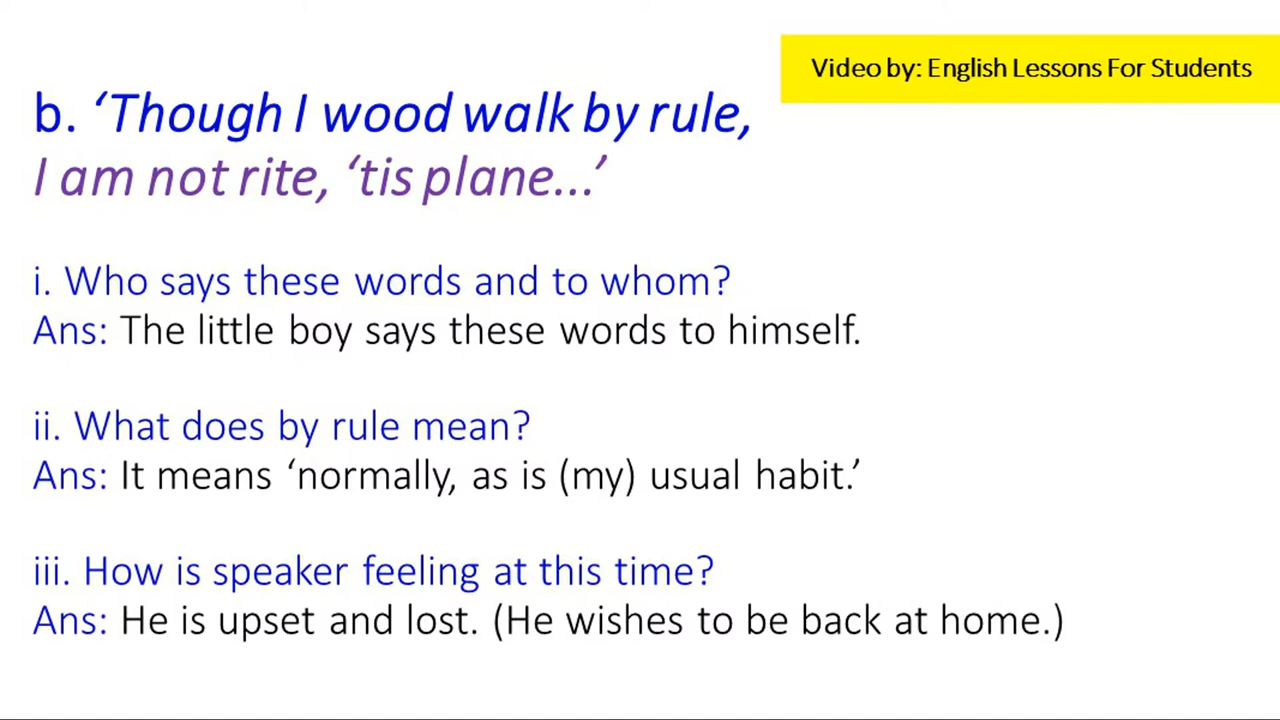 Video by: English Lessons For Students
b. ‘Though I wood walk by rule,
I am not rite, ‘tis plane...’
i. Who says these words and to whom?
Ans: The little boy says these words to himself.
ii. What does by rule mean?
Ans: It means ‘normally, as is (my) usual habit.’
iii. How is speaker feeling at this time?
Ans: He is upset and lost. (He wishes to be back at home.)